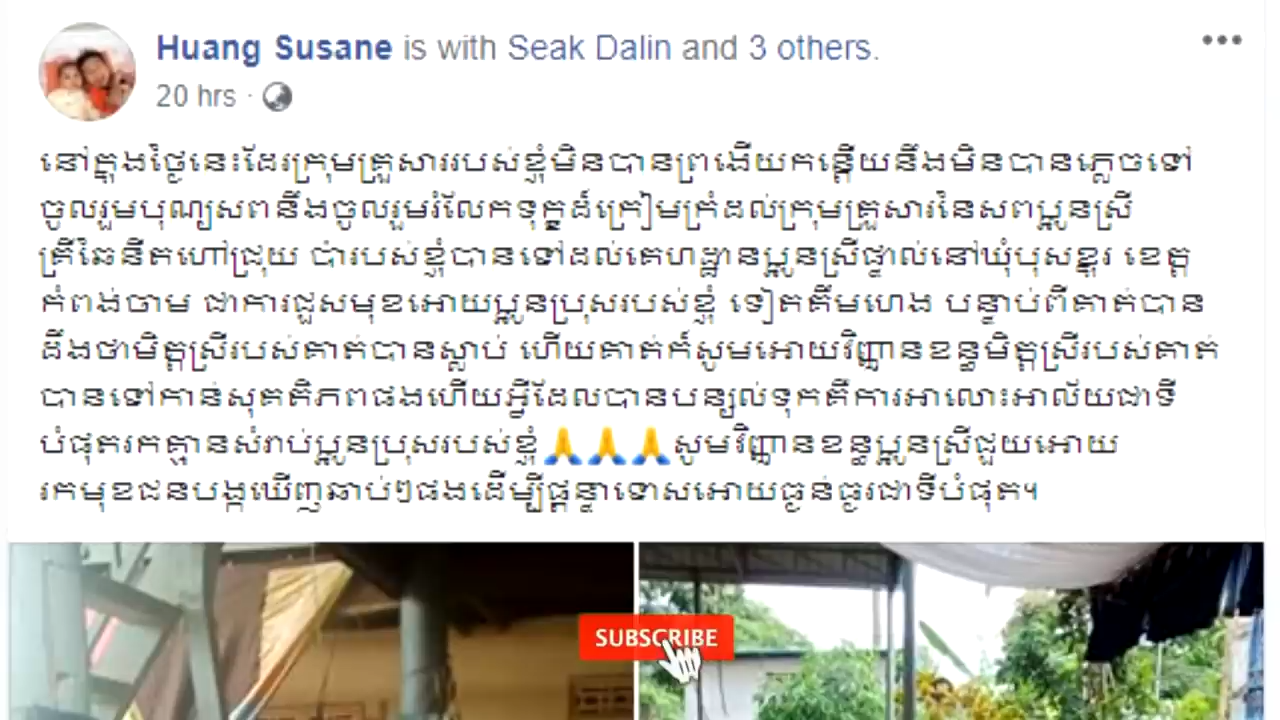 Huang Susane is with Seak Dalin and 3 others.
20 hrs ·
នៅក្នុងថ្ងៃនេះដែរក្រុមគ្រួសាររបស់ខ្ញុំមិនបានព្រងើយកន្តើយនឹងមិនបានភ្លេចទៅ
ចូលរួមបុណ្យសពនឹងចូលរួមរំលែកទុក្ខដ៏ក្រៀមក្រំដល់ក្រុមគ្រួសារនៃសពប្អូនស្រី
គ្រីឆៃនីតហៅជ្រុយ ប៉ារបស់ខ្ញុំបានទៅដល់គេហដ្ឋានប្អូនស្រីផ្ទាល់នៅឃុំបុសខ្នុរ ខេត្ត
កំពង់ចាម ជាការជួសមុខអោយប្អូនប្រុសរបស់ខ្ញុំ ទៀតគឹមហេង បន្ទាប់ពីគាត់បាន
ដឹងថាមិត្តស្រីរបស់គាត់បានស្លាប់ ហើយគាត់ក៏សូមអោយវិញ្ញានខន្ធមិត្តស្រីរបស់គាត់
បានទៅកាន់សុគតិភពផងហើយអ្វីដែលបានបន្សល់ទុកគឺការអាលោះអាល័យជាទី
បំផុតរកគ្មានសំរាប់ប្អូនប្រុសរបស់ខ្ញុំ🙏🙏🙏សូមវិញ្ញានខន្ធប្អូនស្រីជួយអោយ
រកមុខជនបង្កឃើញឆាប់ៗផងដើម្បីផ្តន្ទាទោសអោយធ្ងន់ធ្ងរជាទីបំផុត។
SUBSCRIBE